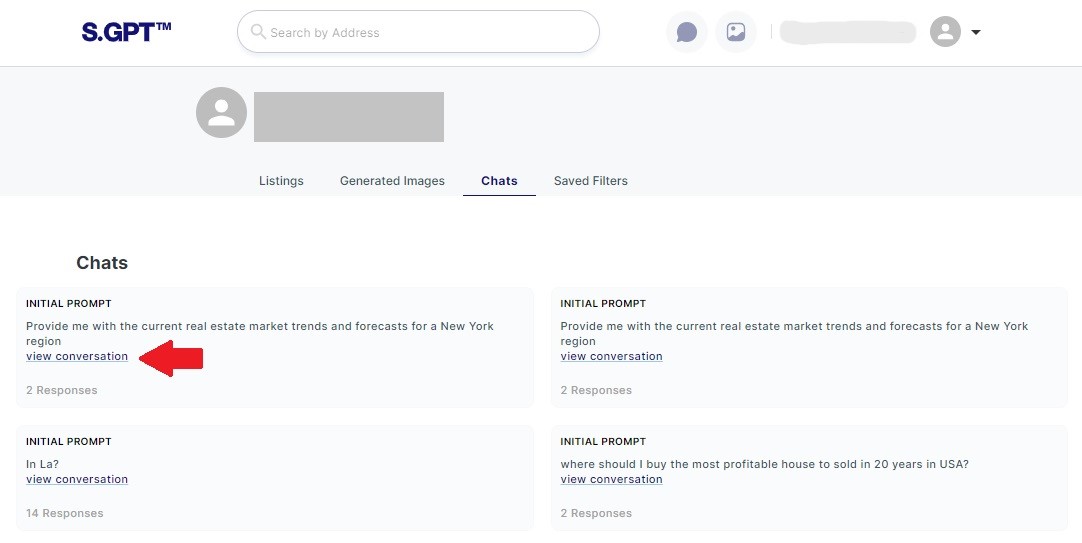 S.GPT™
Search by Address
Listings
Generated Images
Chats
Saved Filters
Chats
INITIAL PROMPT
Provide me with the current real estate market trends and forecasts for a New York
region
view conversation
2 Responses
INITIAL PROMPT
Provide me with the current real estate market trends and forecasts for a New York
region
view conversation
2 Responses
INITIAL PROMPT
In La?
view conversation
14 Responses
INITIAL PROMPT
where should I buy the most profitable house to sold in 20 years in USA?
view conversation
2 Responses